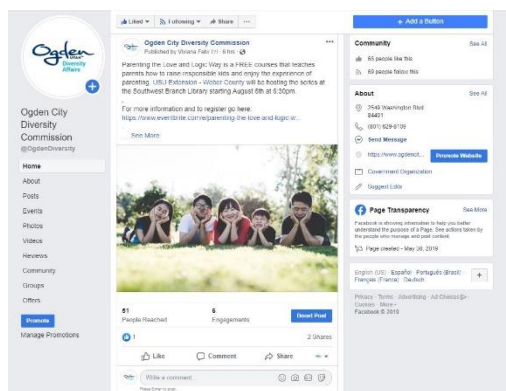 Liked
Following
Share
+ Add a Button
Ogden
Diversity
Affairs
Ogden City
Diversity
Commission
@OgdenDiversity
Home
About
Posts
Events
Photos
Videos
Reviews
Community
Groups
Offers
Promote
Manage Promotions
Ogden City Diversity Commission
Published by Viviana Felix
Parenting the Love and Logic Way is a FREE courses that teaches
parents how to raise responsible kids and enjoy the experience of
parenting. USU Extension - Weber County will be hosting the series at
the Southwest Branch Library starting August 6th at 5:30pm.
For more information and to register go here:
https://www.eventbrite.com/e/parenting-the-love-and-logic-w...
See More
51
People Reached
6
Engagements
Boost Post
1
2 Shares
Like
Comment
Share
Write a comment...
Press Enter to post.
Community
See All
65 people like this
69 people follow this
About
See All
2549 Washington Blvd
84401
Send Message
https://www.ogdencit...
Promote Website
Government Organization
Suggest Edits
Page Transparency
See More
Facebook is showing information to help you better
understand the purpose of a Page. See actions taken by
the people who manage and post content.
Page created - May 30, 2019
English (US) · Español · Português (Brasil) ·
Français (France) · Deutsch
+
Privacy · Terms · Advertising · Ad Choices ·
Cookies · More
Facebook © 2019